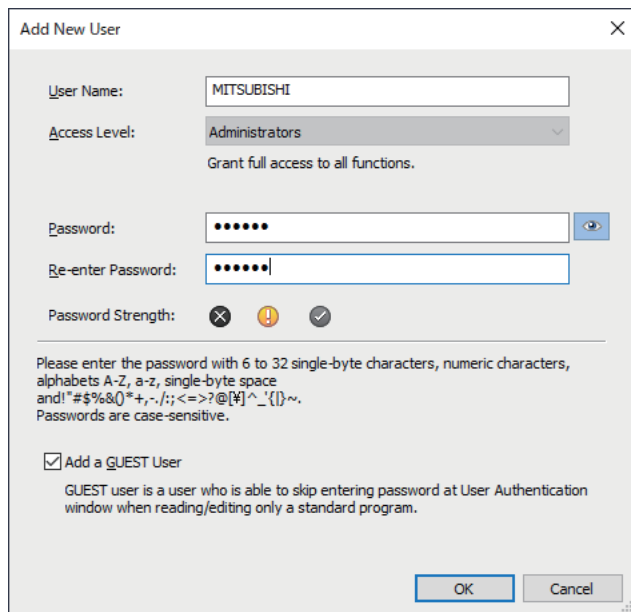 Add New User
User Name: MITSUBISHI
Access Level: Administrators
Grant full access to all functions.
Password: ●●●●●●
Re-enter Password: ●●●●●●
Password Strength:
Please enter the password with 6 to 32 single-byte characters, numeric characters,
alphabets A-Z, a-z, single-byte space
and!"#$%&()*+,-./:;<=>?@[¥]^_'{|}~.
Passwords are case-sensitive.
Add a GUEST User
GUEST user is a user who is able to skip entering password at User Authentication
window when reading/editing only a standard program.
OK Cancel